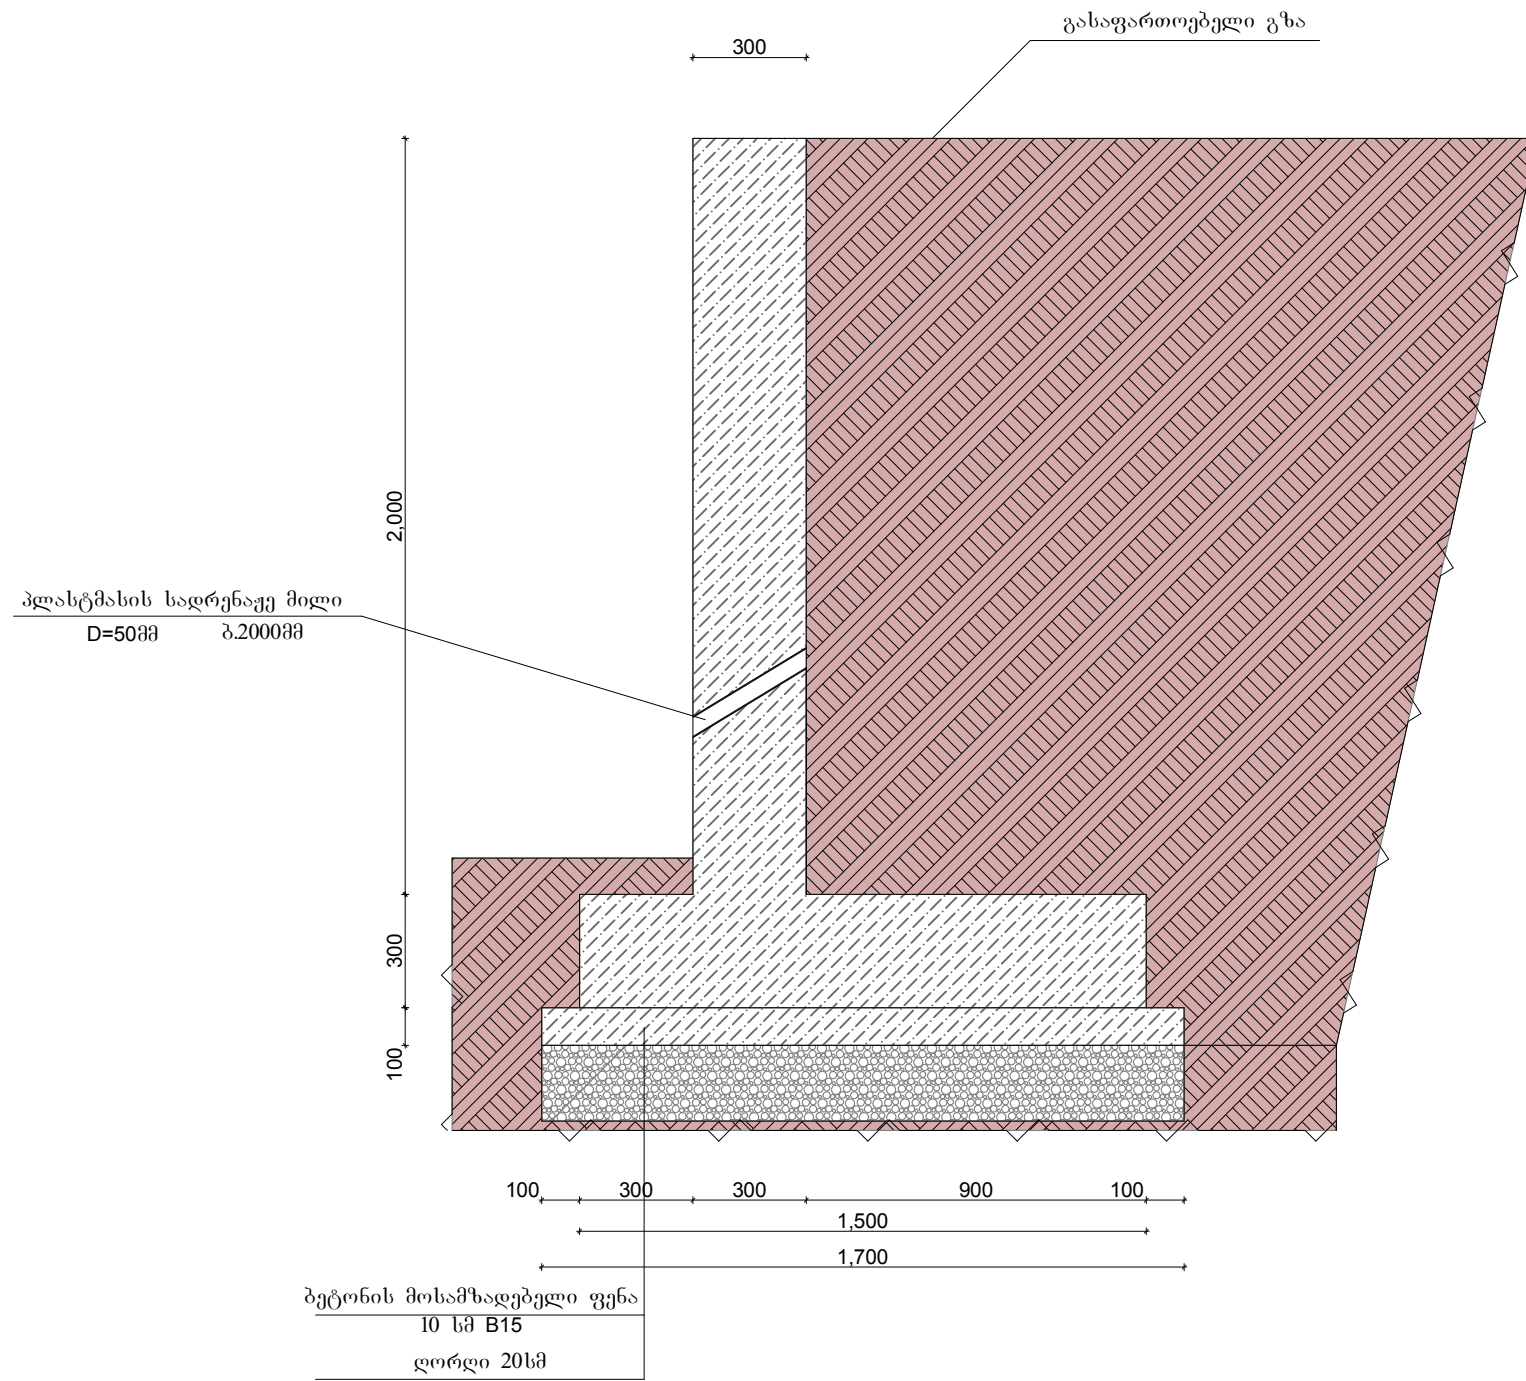 გასაფართოებელი გზა
300
2,000
პლასტმასის სადრენაჟე მილი
D=50მმ ბ.2000მმ
300
100
100 300 300 900 100
1,500
1,700
ბეტონის მოსამზადებელი ფენა
10 სმ B15
ღორღი 20სმ